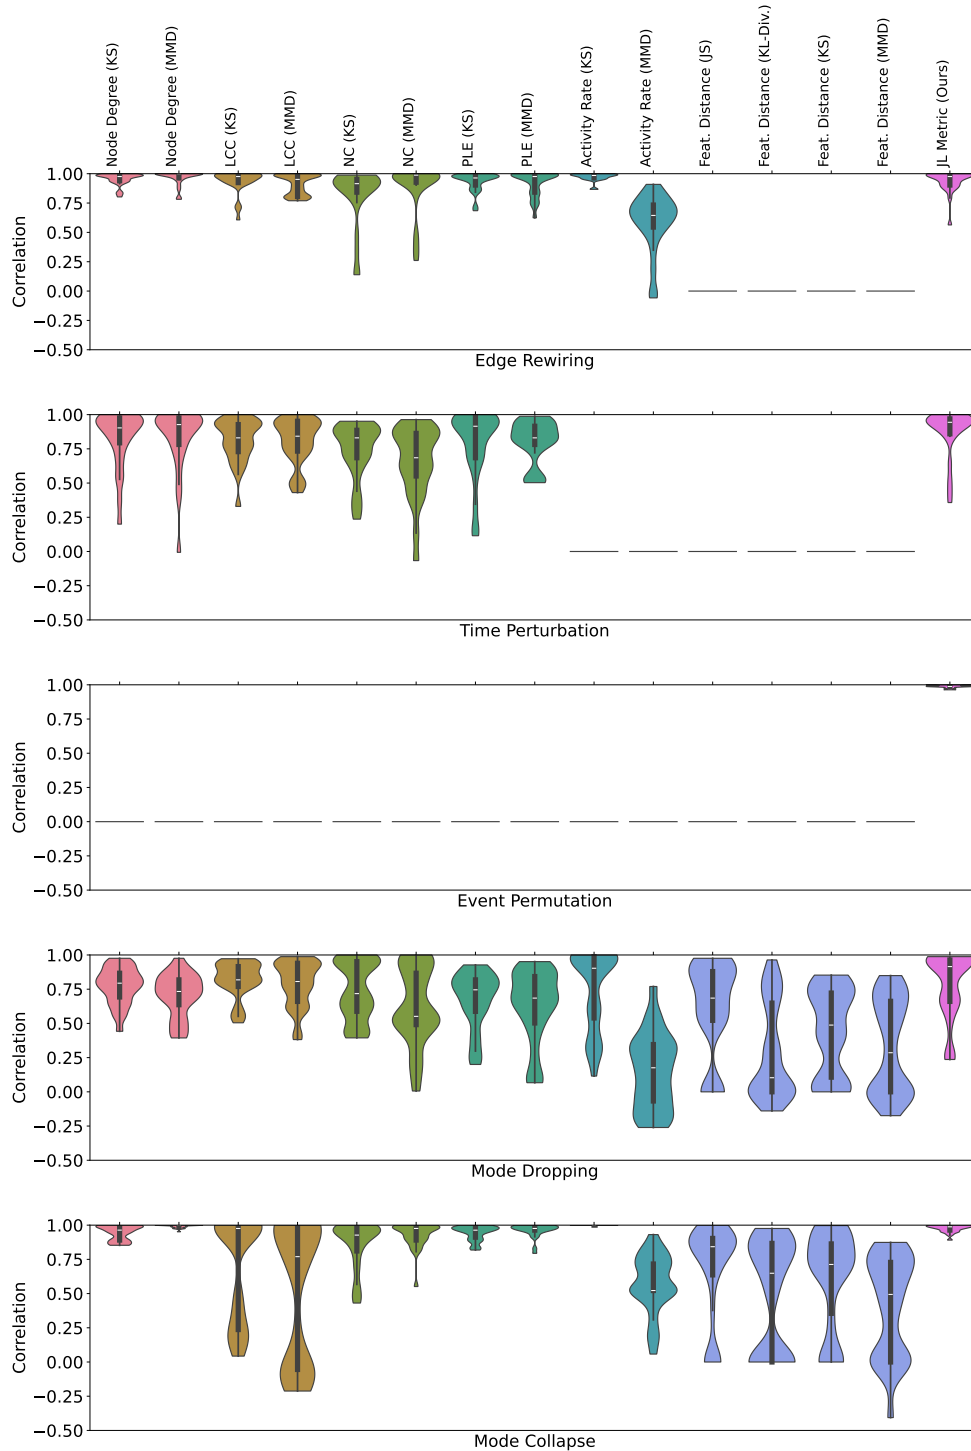 Node Degree (KS)
Node Degree (MMD)
LCC (KS)
LCC (MMD)
NC (KS)
NC (MMD)
PLE (KS)
PLE (MMD)
Activity Rate (KS)
Activity Rate (MMD)
Feat. Distance (JS)
Feat. Distance (KL-Div.)
Feat. Distance (KS)
Feat. Distance (MMD)
JL Metric (Ours)
1.00
0.75
0.50
0.25
0.00
−0.25
−0.50
Correlation
Edge Rewiring
1.00
0.75
0.50
0.25
0.00
−0.25
−0.50
Correlation
Time Perturbation
1.00
0.75
0.50
0.25
0.00
−0.25
−0.50
Correlation
Event Permutation
1.00
0.75
0.50
0.25
0.00
−0.25
−0.50
Correlation
Mode Dropping
1.00
0.75
0.50
0.25
0.00
−0.25
−0.50
Correlation
Mode Collapse